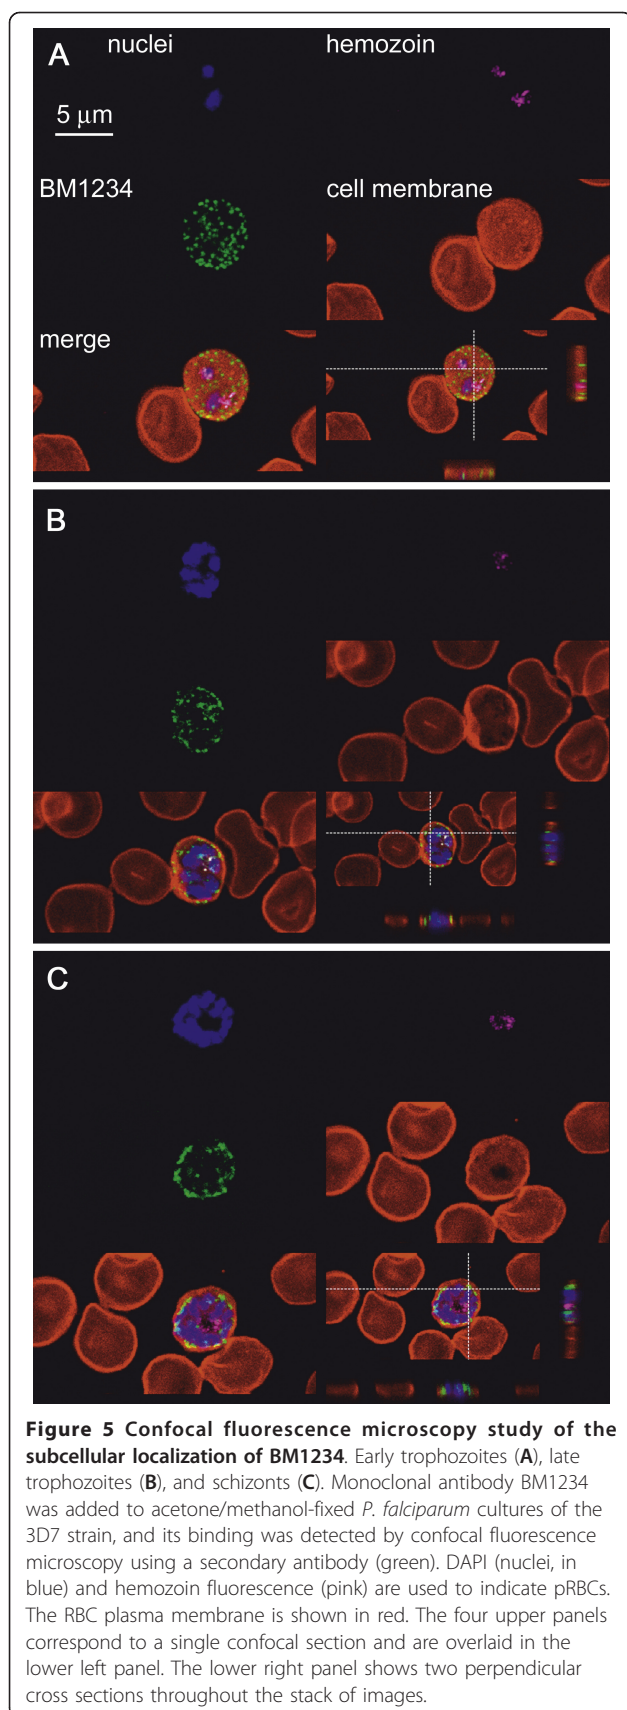 A
nuclei
hemozoin
5 µm
BM1234
cell membrane
merge
B
C
Figure 5 Confocal fluorescence microscopy study of the
subcellular localization of BM1234. Early trophozoites (A), late
trophozoites (B), and schizonts (C). Monoclonal antibody BM1234
was added to acetone/methanol-fixed P. falciparum cultures of the
3D7 strain, and its binding was detected by confocal fluorescence
microscopy using a secondary antibody (green). DAPI (nuclei, in
blue) and hemozoin fluorescence (pink) are used to indicate pRBCs.
The RBC plasma membrane is shown in red. The four upper panels
correspond to a single confocal section and are overlaid in the
lower left panel. The lower right panel shows two perpendicular
cross sections throughout the stack of images.